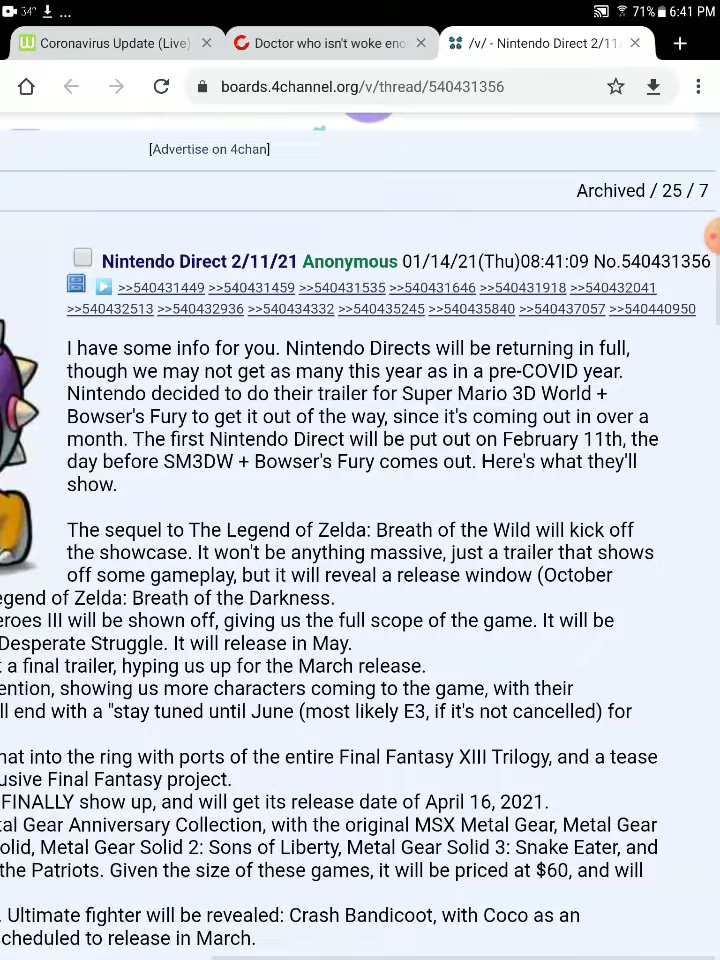 34° ... 71% 6:41 PM
Coronavirus Update (Live) × Doctor who isn't woke eno × /v/ - Nintendo Direct 2/11/ × +
boards.4channel.org/v/thread/540431356
[Advertise on 4chan]
Archived / 25 / 7
Nintendo Direct 2/11/21 Anonymous 01/14/21(Thu)08:41:09 No.540431356
>>540431449 >>540431459 >>540431535 >>540431646 >>540431918 >>540432041
>>540432513 >>540432936 >>540434332 >>540435245 >>540435840 >>540437057 >>540440950
I have some info for you. Nintendo Directs will be returning in full,
though we may not get as many this year as in a pre-COVID year.
Nintendo decided to do their trailer for Super Mario 3D World +
Bowser's Fury to get it out of the way, since it's coming out in over a
month. The first Nintendo Direct will be put out on February 11th, the
day before SM3DW + Bowser's Fury comes out. Here's what they'll
show.
The sequel to The Legend of Zelda: Breath of the Wild will kick off
the showcase. It won't be anything massive, just a trailer that shows
off some gameplay, but it will reveal a release window (October
egend of Zelda: Breath of the Darkness.
eroes III will be shown off, giving us the full scope of the game. It will be
Desperate Struggle. It will release in May.
t a final trailer, hyping us up for the March release.
ention, showing us more characters coming to the game, with their
ll end with a "stay tuned until June (most likely E3, if it's not cancelled) for
hat into the ring with ports of the entire Final Fantasy XIII Trilogy, and a tease
usive Final Fantasy project.
FINALLY show up, and will get its release date of April 16, 2021.
tal Gear Anniversary Collection, with the original MSX Metal Gear, Metal Gear
olid, Metal Gear Solid 2: Sons of Liberty, Metal Gear Solid 3: Snake Eater, and
the Patriots. Given the size of these games, it will be priced at $60, and will
. Ultimate fighter will be revealed: Crash Bandicoot, with Coco as an
cheduled to release in March.